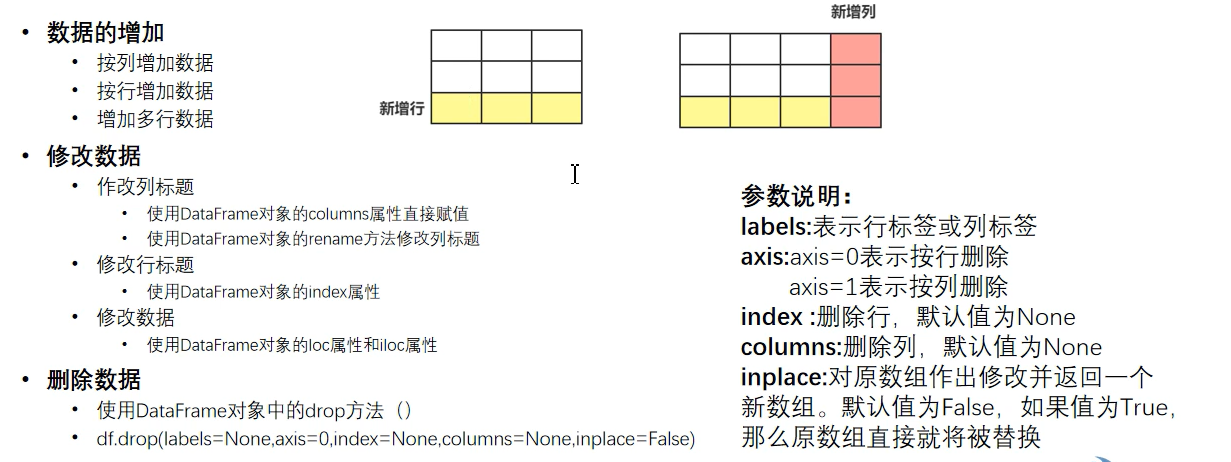 数据的增加
按列增加数据
按行增加数据
增加多行数据
新增行
新增列
修改数据
作改列标题
使用DataFrame对象的columns属性直接赋值
使用DataFrame对象的rename方法修改列标题
修改行标题
使用DataFrame对象的index属性
修改数据
使用DataFrame对象的loc属性和iloc属性
删除数据
使用DataFrame对象中的drop方法（）
df.drop(labels=None,axis=0,index=None,columns=None,inplace=False)
参数说明：
labels:表示行标签或列标签
axis:axis=0表示按行删除
axis=1表示按列删除
index :删除行，默认值为None
columns:删除列，默认值为None
inplace:对原数组作出修改并返回一个
新数组。默认值为False，如果值为True，
那么原数组直接就将被替换